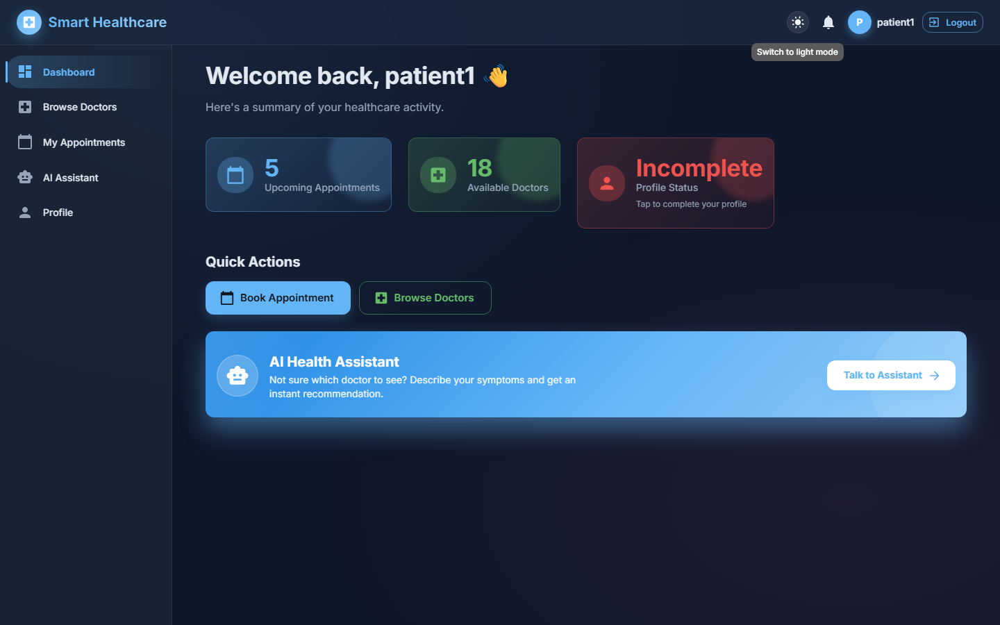 Smart Healthcare
P
patient1
Logout
Switch to light mode
Dashboard
Browse Doctors
My Appointments
AI Assistant
Profile
Welcome back, patient1 👋
Here's a summary of your healthcare activity.
5
Upcoming Appointments
18
Available Doctors
Incomplete
Profile Status
Tap to complete your profile
Quick Actions
Book Appointment
Browse Doctors
AI Health Assistant
Not sure which doctor to see? Describe your symptoms and get an
instant recommendation.
Talk to Assistant